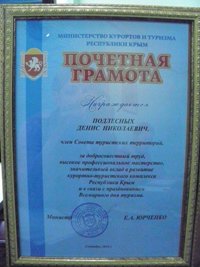 МИНИСТЕРСТВО КУРОРТОВ И ТУРИЗМА
РЕСПУБЛИКИ КРЫМ
ПОЧЕТНАЯ
ГРАМОТА
Награждается
ПОДЛЕСНЫХ
ДЕНИС НИКОЛАЕВИЧ,
член Совета туристских территорий,
за добросовестный труд,
высокое профессиональное мастерство,
значительный вклад в развитие
курортно-туристского комплекса
Республики Крым
и в связи с празднованием
Всемирного дня туризма.
Министр
Е.А. ЮРЧЕНКО